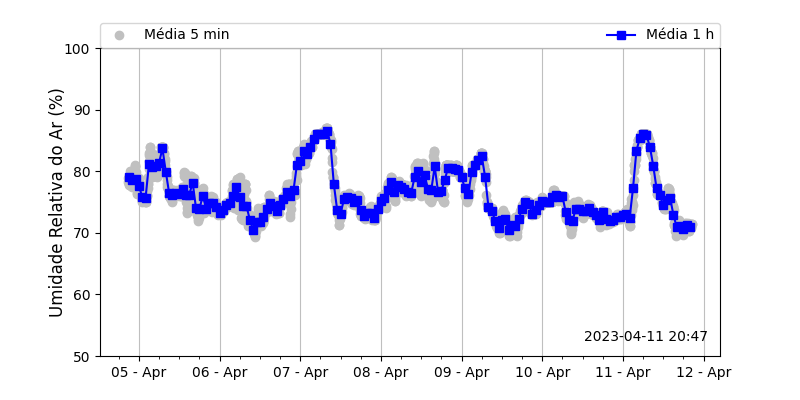 Média 5 min
Média 1 h
100
90
80
70
60
50
Umidade Relativa do Ar (%)
2023-04-11 20:47
05 - Apr
06 - Apr
07 - Apr
08 - Apr
09 - Apr
10 - Apr
11 - Apr
12 - Apr